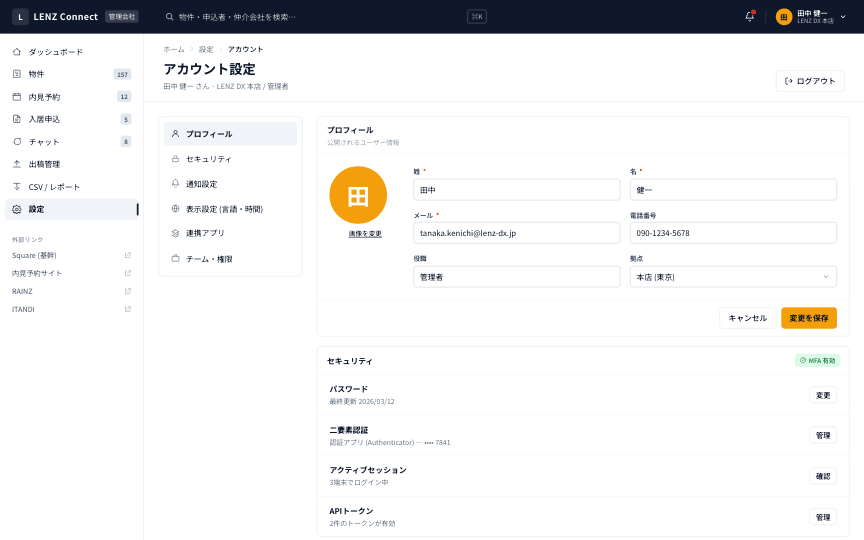 L LENZ Connect 管理会社
物件・申込者・仲介会社を検索…
⌘K
田
田中 健一
LENZ DX 本店
ダッシュボード
物件 157
内見予約 12
入居申込 5
チャット 8
出稿管理
CSV / レポート
設定
外部リンク
Square (基幹)
内見予約サイト
RAINZ
ITANDI
ホーム 設定 アカウント
アカウント設定
田中 健一 さん · LENZ DX 本店 / 管理者
ログアウト
プロフィール
セキュリティ
通知設定
表示設定 (言語・時間)
連携アプリ
チーム・権限
プロフィール
公開されるユーザー情報
田
画像を変更
姓 *
田中
名 *
健一
メール *
tanaka.kenichi@lenz-dx.jp
電話番号
090-1234-5678
役職
管理者
拠点
本店 (東京)
キャンセル
変更を保存
セキュリティ
MFA 有効
パスワード
最終更新 2026/03/12
変更
二要素認証
認証アプリ (Authenticator) — •••• 7841
管理
アクティブセッション
3端末でログイン中
確認
APIトークン
2件のトークンが有効
管理